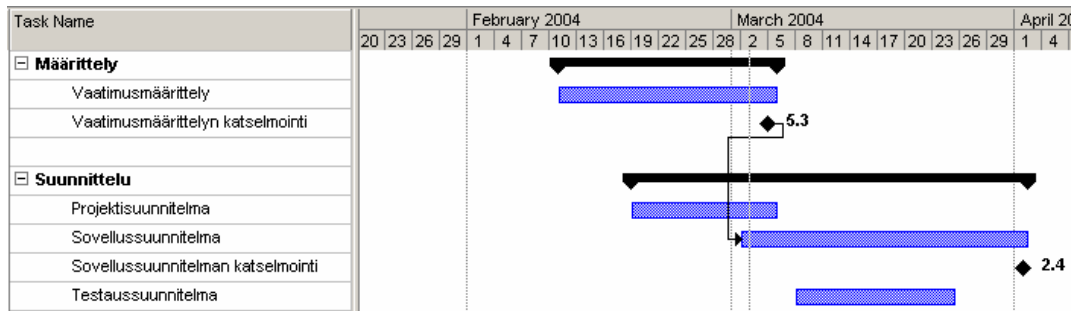 Task Name
February 2004 March 2004 April 20
20 23 26 29 1 4 7 10 13 16 19 22 25 28 2 5 8 11 14 17 20 23 26 29 1 4
Määrittely
Vaatimusmäärittely
Vaatimusmäärittelyn katselmointi 5.3
Suunnittelu
Projektisuunnitelma
Sovellussuunnitelma
Sovellussuunnitelman katselmointi 2.4
Testaussuunnitelma